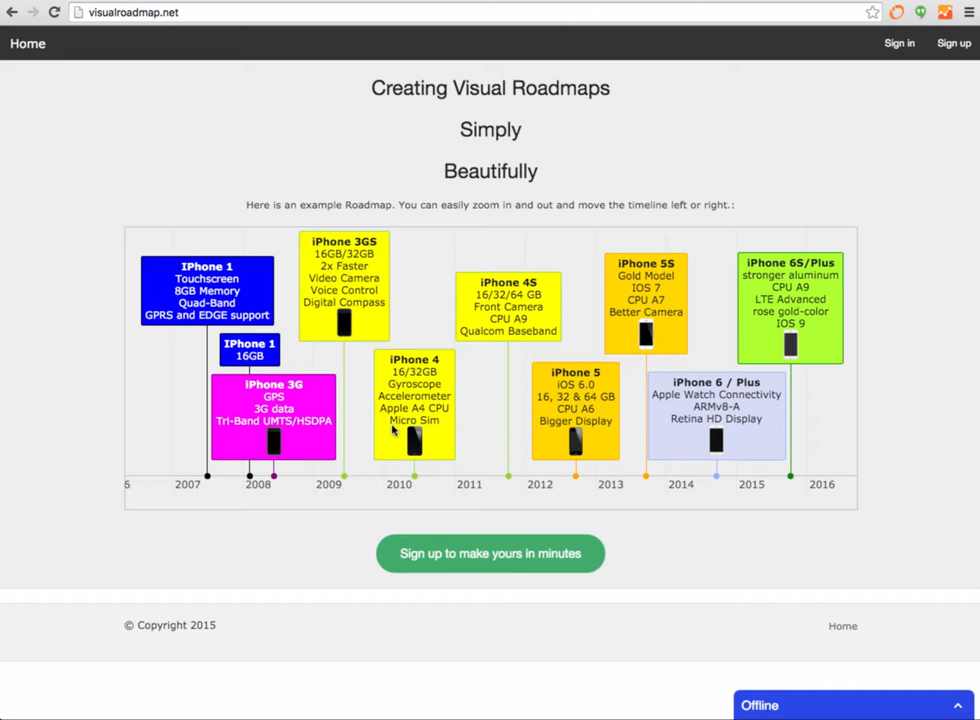 visualroadmap.net
Home
Sign in
Sign up
Creating Visual Roadmaps
Simply
Beautifully
Here is an example Roadmap. You can easily zoom in and out and move the timeline left or right.:
IPhone 1
Touchscreen
8GB Memory
Quad-Band
GPRS and EDGE support
IPhone 1
16GB
iPhone 3G
GPS
3G data
Tri-Band UMTS/HSDPA
iPhone 3GS
16GB/32GB
2x Faster
Video Camera
Voice Control
Digital Compass
iPhone 4
16/32GB
Gyroscope
Accelerometer
Apple A4 CPU
Micro Sim
iPhone 4S
16/32/64 GB
Front Camera
CPU A9
Qualcom Baseband
iPhone 5
iOS 6.0
16, 32 & 64 GB
CPU A6
Bigger Display
iPhone 5S
Gold Model
IOS 7
CPU A7
Better Camera
iPhone 6 / Plus
Apple Watch Connectivity
ARMv8-A
Retina HD Display
iPhone 6S/Plus
stronger aluminum
CPU A9
LTE Advanced
rose gold-color
IOS 9
6 2007 2008 2009 2010 2011 2012 2013 2014 2015 2016
Sign up to make yours in minutes
© Copyright 2015
Home
Offline